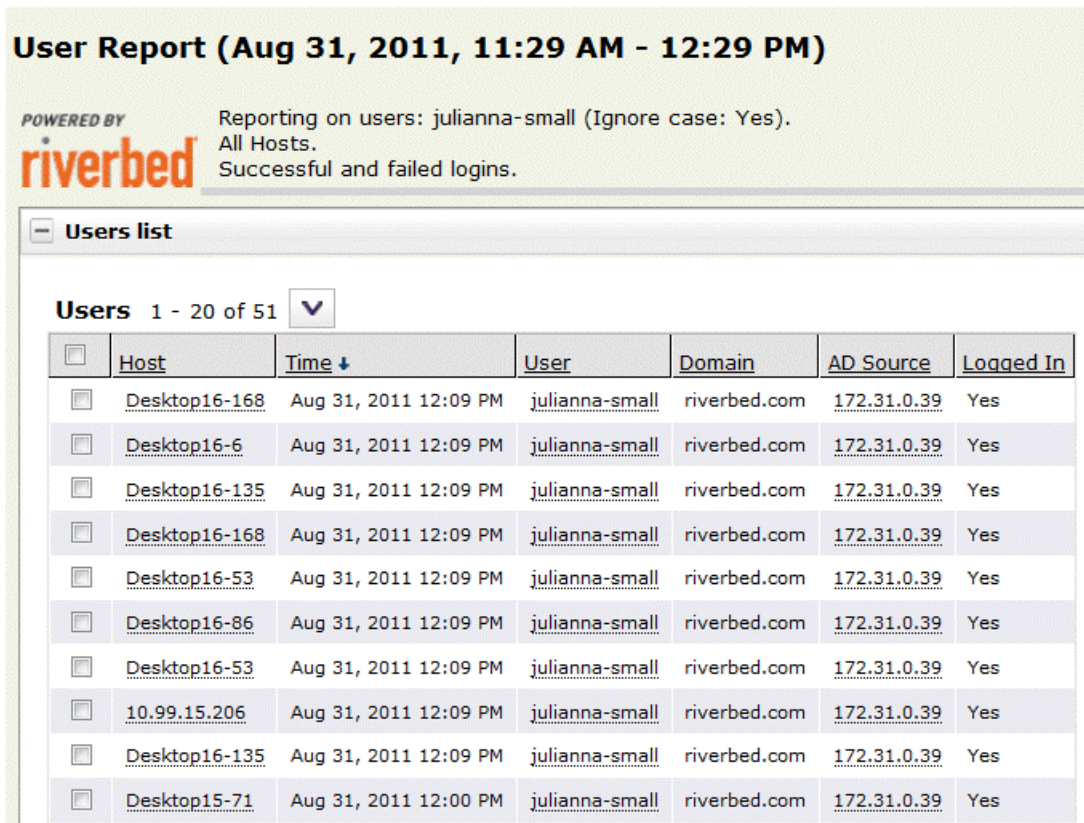 User Report (Aug 31, 2011, 11:29 AM - 12:29 PM)
POWERED BY
riverbed
Reporting on users: julianna-small (Ignore case: Yes).
All Hosts.
Successful and failed logins.
Users list
Users 1 - 20 of 51
Host Time User Domain AD Source Logged In
Desktop16-168 Aug 31, 2011 12:09 PM julianna-small riverbed.com 172.31.0.39 Yes
Desktop16-6 Aug 31, 2011 12:09 PM julianna-small riverbed.com 172.31.0.39 Yes
Desktop16-135 Aug 31, 2011 12:09 PM julianna-small riverbed.com 172.31.0.39 Yes
Desktop16-168 Aug 31, 2011 12:09 PM julianna-small riverbed.com 172.31.0.39 Yes
Desktop16-53 Aug 31, 2011 12:09 PM julianna-small riverbed.com 172.31.0.39 Yes
Desktop16-86 Aug 31, 2011 12:09 PM julianna-small riverbed.com 172.31.0.39 Yes
Desktop16-53 Aug 31, 2011 12:09 PM julianna-small riverbed.com 172.31.0.39 Yes
10.99.15.206 Aug 31, 2011 12:09 PM julianna-small riverbed.com 172.31.0.39 Yes
Desktop16-135 Aug 31, 2011 12:09 PM julianna-small riverbed.com 172.31.0.39 Yes
Desktop15-71 Aug 31, 2011 12:00 PM julianna-small riverbed.com 172.31.0.39 Yes